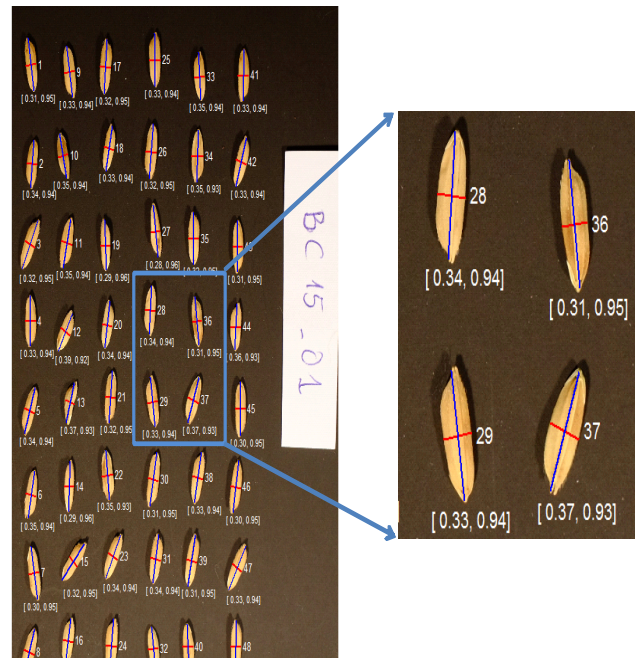 1 9 17 25 33 41
[ 0.31, 0.95] [ 0.33, 0.94] [ 0.32, 0.95] [ 0.33, 0.94] [ 0.35, 0.94] [ 0.33, 0.94]
2 10 18 26 34 42
[ 0.34, 0.94] [ 0.35, 0.94] [ 0.33, 0.94] [ 0.32, 0.95] [ 0.35, 0.93] [ 0.33, 0.94]
3 11 19 27 35
[ 0.32, 0.95] [ 0.35, 0.94] [ 0.29, 0.96] [ 0.28, 0.96] [ 0.31, 0.95]
4 12 20 28 36 44
[ 0.33, 0.94] [ 0.39, 0.92] [ 0.34, 0.94] [ 0.34, 0.94] [ 0.31, 0.95] [ 0.36, 0.93]
5 13 21 29 37 45
[ 0.34, 0.94] [ 0.37, 0.93] [ 0.32, 0.95] [ 0.33, 0.94] [ 0.37, 0.93] [ 0.30, 0.95]
6 14 22 30 38 46
[ 0.35, 0.94] [ 0.29, 0.96] [ 0.35, 0.93] [ 0.31, 0.95] [ 0.33, 0.94] [ 0.30, 0.95]
7 15 23 31 39 47
[ 0.30, 0.95] [ 0.32, 0.95] [ 0.34, 0.94] [ 0.34, 0.94] [ 0.31, 0.95] [ 0.33, 0.94]
8 16 24 32 40 48
BC 15-01
28 36
[ 0.34, 0.94] [ 0.31, 0.95]
29 37
[ 0.33, 0.94] [ 0.37, 0.93]